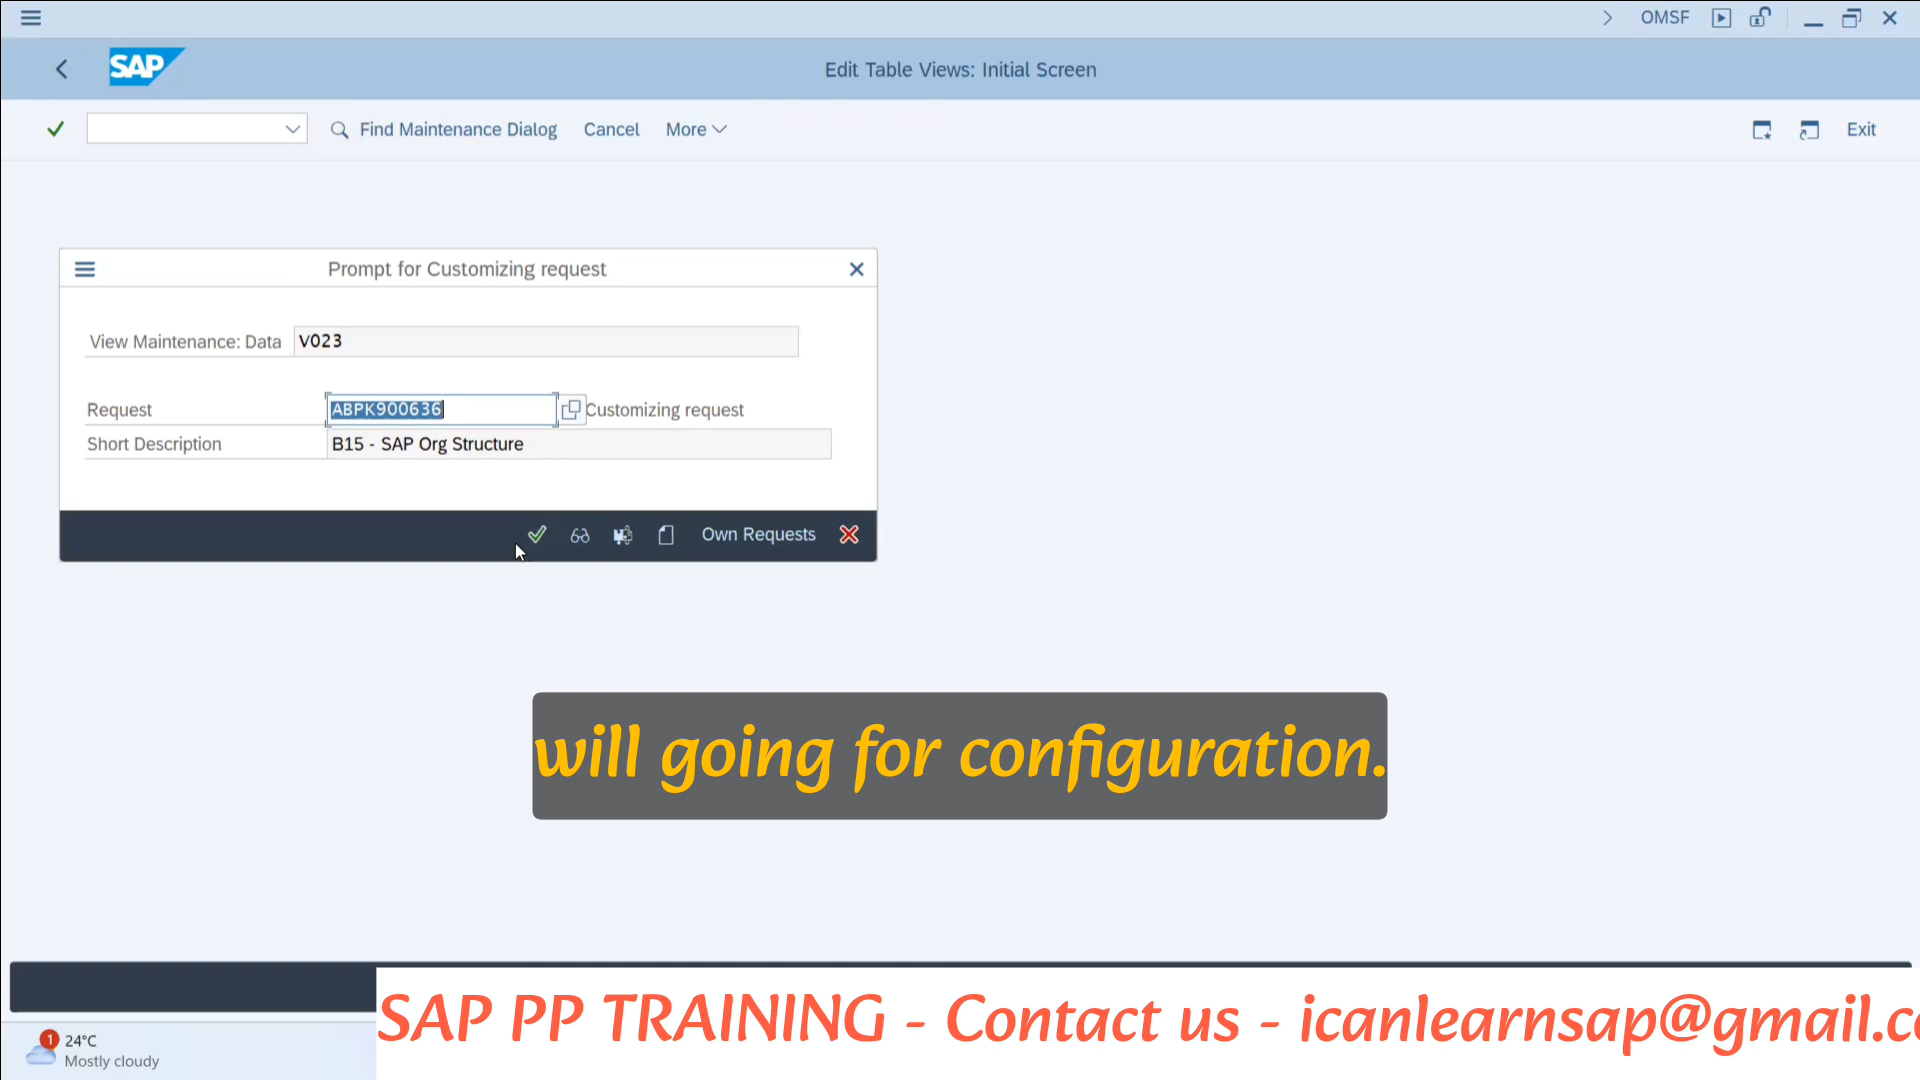 OMSF
SAP
Edit Table Views: Initial Screen
Find Maintenance Dialog Cancel More
Exit
Prompt for Customizing request
View Maintenance: Data V023
Request ABPK900636 Customizing request
Short Description B15 - SAP Org Structure
Own Requests
will going for configuration.
SAP PP TRAINING - Contact us - icanlearnsap@gmail.c
1
24°C
Mostly cloudy